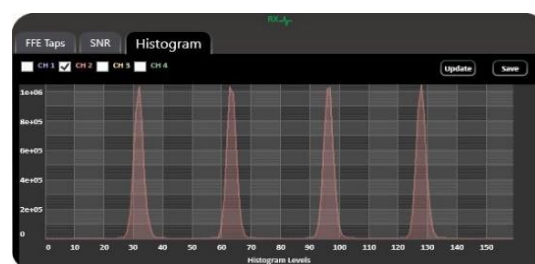 RX
FFE Taps SNR Histogram
CH 1 CH 2 CH 3 CH 4 Update Save
1e+06
8e+05
6e+05
4e+05
2e+05
0
0 10 20 30 40 50 60 70 80 90 100 110 120 130 140 150
Histogram Levels